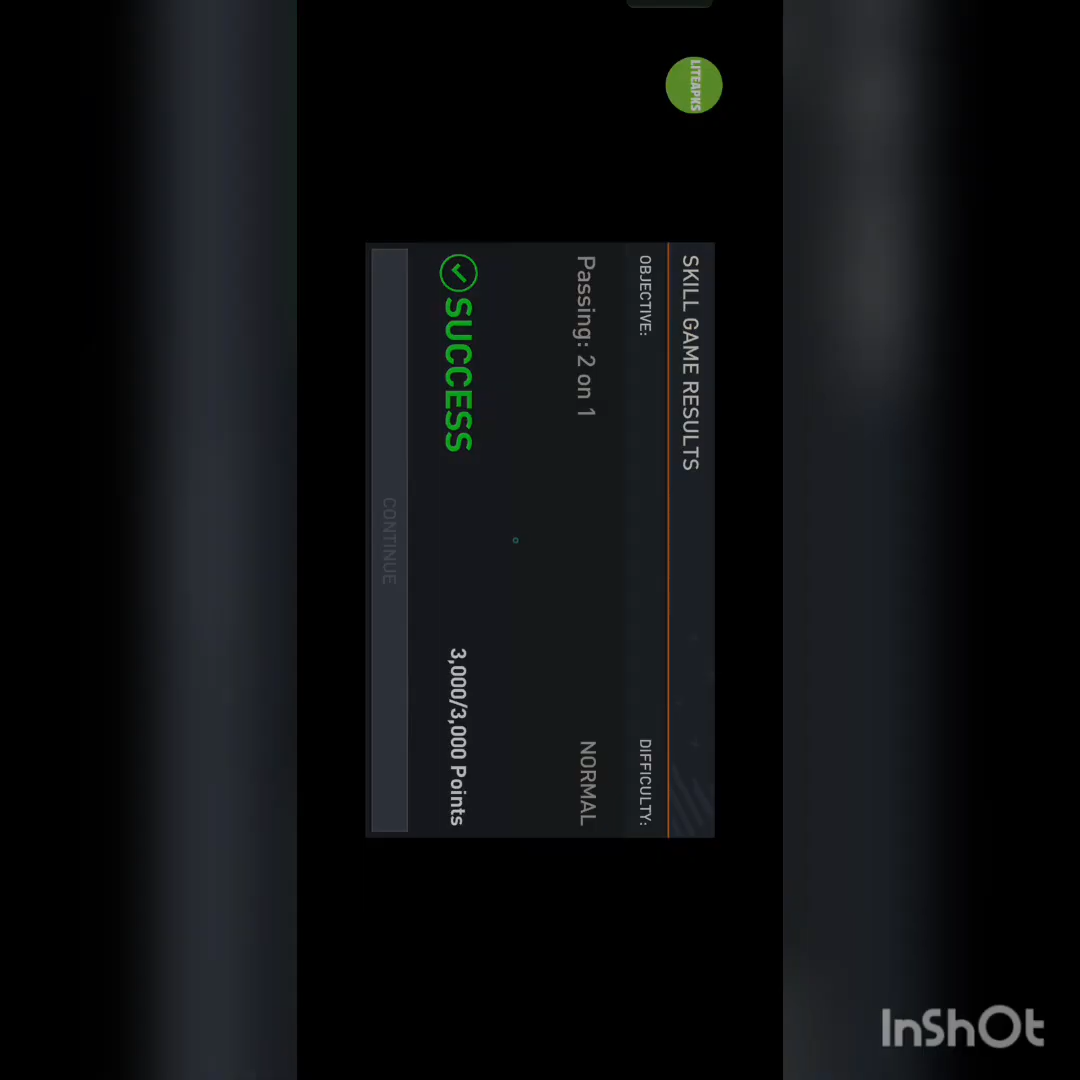 LITEAPKS
SKILL GAME RESULTS
OBJECTIVE: DIFFICULTY:
Passing: 2 on 1 NORMAL
SUCCESS 3,000/3,000 Points
CONTINUE
InShOt